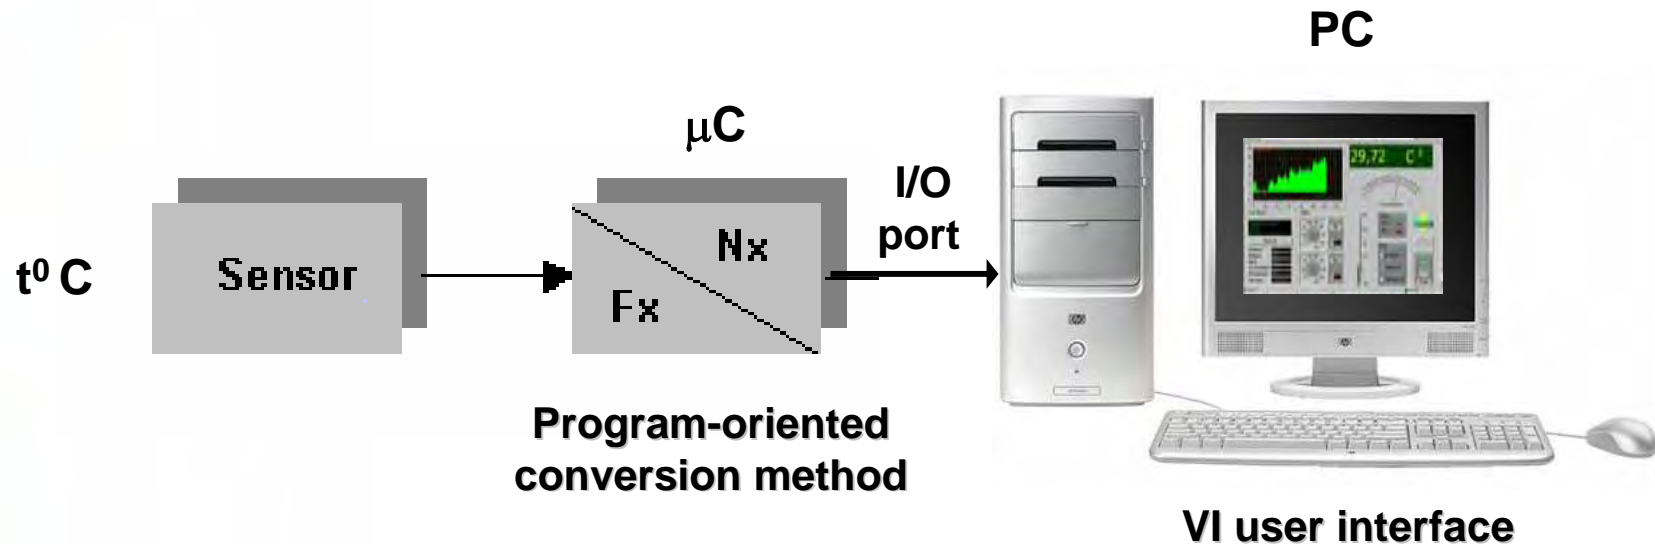 PC
μC
I/O
port
t⁰ C
Sensor
Nx
Fx
29,72 C°
Program-oriented
conversion method
VI user interface